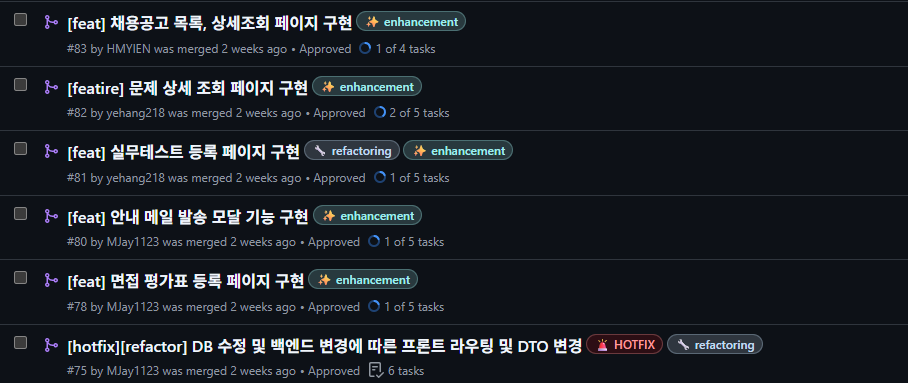 [feat] 채용공고 목록, 상세조회 페이지 구현 ✨ enhancement
#83 by HMYIEN was merged 2 weeks ago • Approved 1 of 4 tasks
[featire] 문제 상세 조회 페이지 구현 ✨ enhancement
#82 by yehang218 was merged 2 weeks ago • Approved 2 of 5 tasks
[feat] 실무테스트 등록 페이지 구현 🔧 refactoring ✨ enhancement
#81 by yehang218 was merged 2 weeks ago • Approved 1 of 5 tasks
[feat] 안내 메일 발송 모달 기능 구현 ✨ enhancement
#80 by MJay1123 was merged 2 weeks ago • Approved 1 of 5 tasks
[feat] 면접 평가표 등록 페이지 구현 ✨ enhancement
#78 by MJay1123 was merged 2 weeks ago • Approved 1 of 5 tasks
[hotfix][refactor] DB 수정 및 백엔드 변경에 따른 프론트 라우팅 및 DTO 변경 🚨 HOTFIX 🔧 refactoring
#75 by MJay1123 was merged 2 weeks ago • Approved 6 tasks